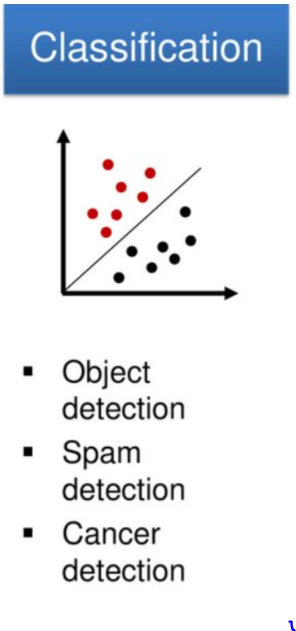 Classification
▪ Object
detection
▪ Spam
detection
▪ Cancer
detection